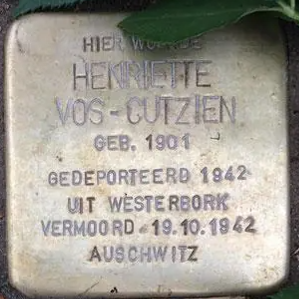 HIER WOONDE
HENRIETTE
VOS-CUTZIEN
GEB. 1901
GEDEPORTEERD 1942
UIT WESTERBORK
VERMOORD 19.10.1942
AUSCHWITZ